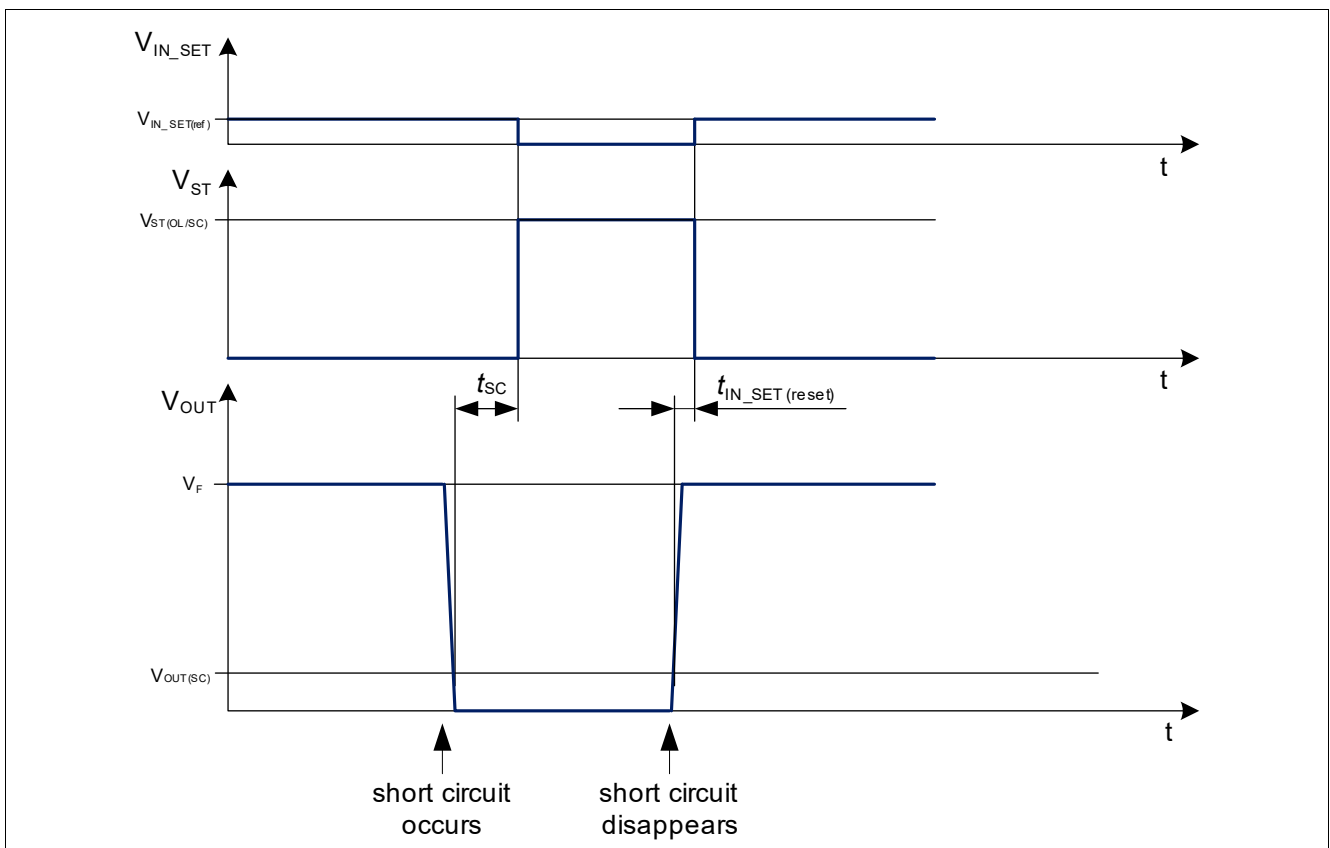 V_IN_SET
V_IN_SET(ref)
t
V_ST
V_ST(OL/SC)
t
t_SC
t_IN_SET(reset)
V_OUT
V_F
V_OUT(SC)
t
short circuit
occurs
short circuit
disappears